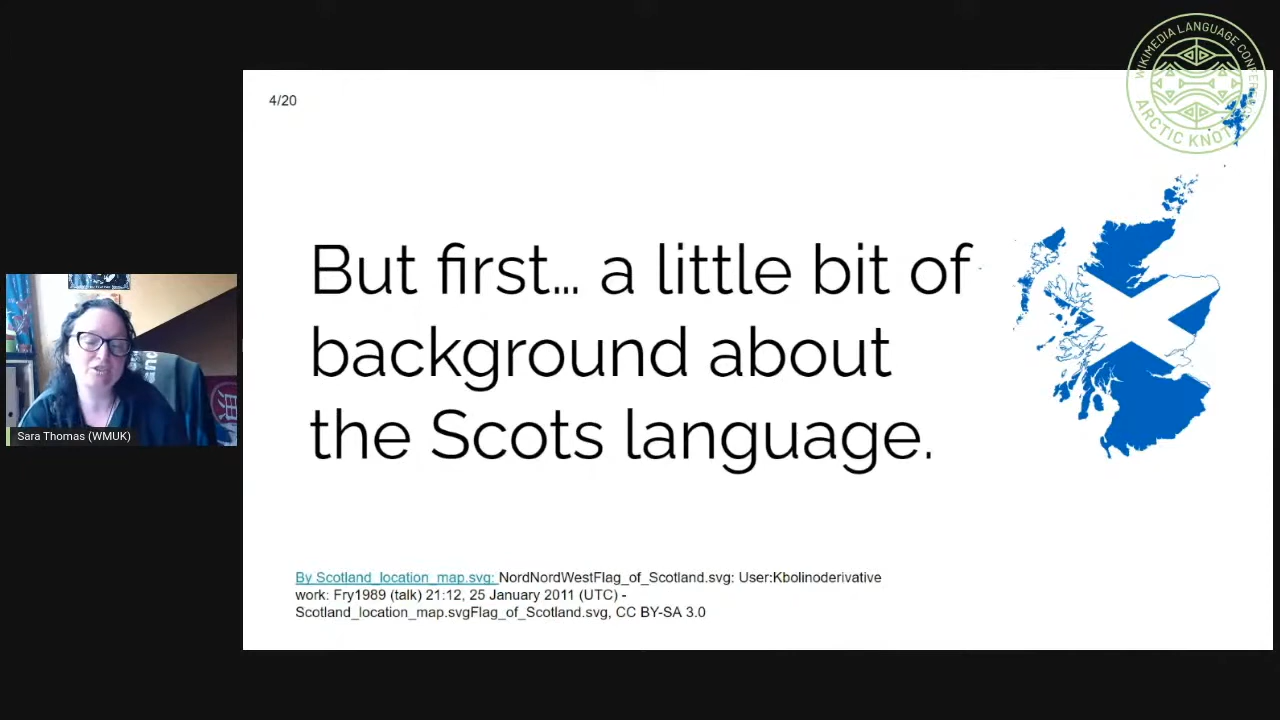 WIKIMEDIA LANGUAGE CONFERENCE
ARCTIC KNOT
4/20
But first... a little bit of
background about
the Scots language.
Sara Thomas (WMUK)
By Scotland_location_map.svg: NordNordWestFlag_of_Scotland.svg: User:Kbolinoderivative
work: Fry1989 (talk) 21:12, 25 January 2011 (UTC) -
Scotland_location_map.svgFlag_of_Scotland.svg, CC BY-SA 3.0